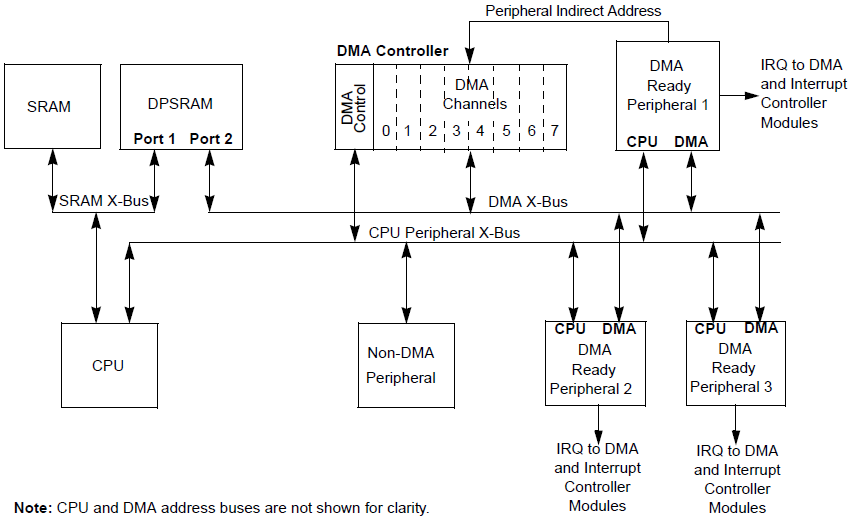 Peripheral Indirect Address
DMA Controller
SRAM
DPSRAM
Port 1 Port 2
DMA
Control
DMA
Channels
0 1 2 3 4 5 6 7
DMA
Ready
Peripheral 1
CPU DMA
IRQ to DMA
and Interrupt
Controller
Modules
SRAM X-Bus
DMA X-Bus
CPU Peripheral X-Bus
CPU
Non-DMA
Peripheral
CPU DMA
DMA
Ready
Peripheral 2
CPU DMA
DMA
Ready
Peripheral 3
IRQ to DMA
and Interrupt
Controller
Modules
IRQ to DMA
and Interrupt
Controller
Modules
Note: CPU and DMA address buses are not shown for clarity.